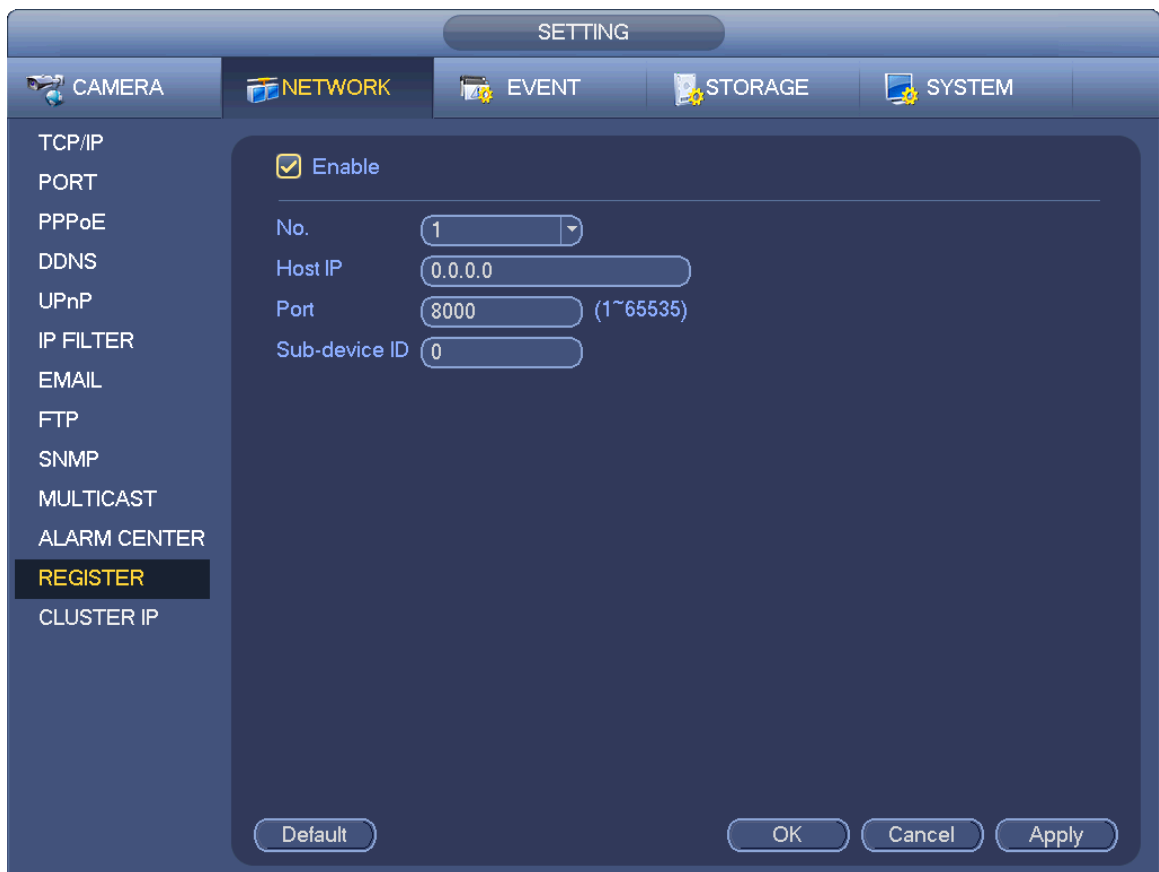 SETTING
CAMERA NETWORK EVENT STORAGE SYSTEM
TCP/IP
PORT
PPPoE
DDNS
UPnP
IP FILTER
EMAIL
FTP
SNMP
MULTICAST
ALARM CENTER
REGISTER
CLUSTER IP
Enable
No. 1
Host IP 0.0.0.0
Port 8000 (1~65535)
Sub-device ID 0
Default OK Cancel Apply